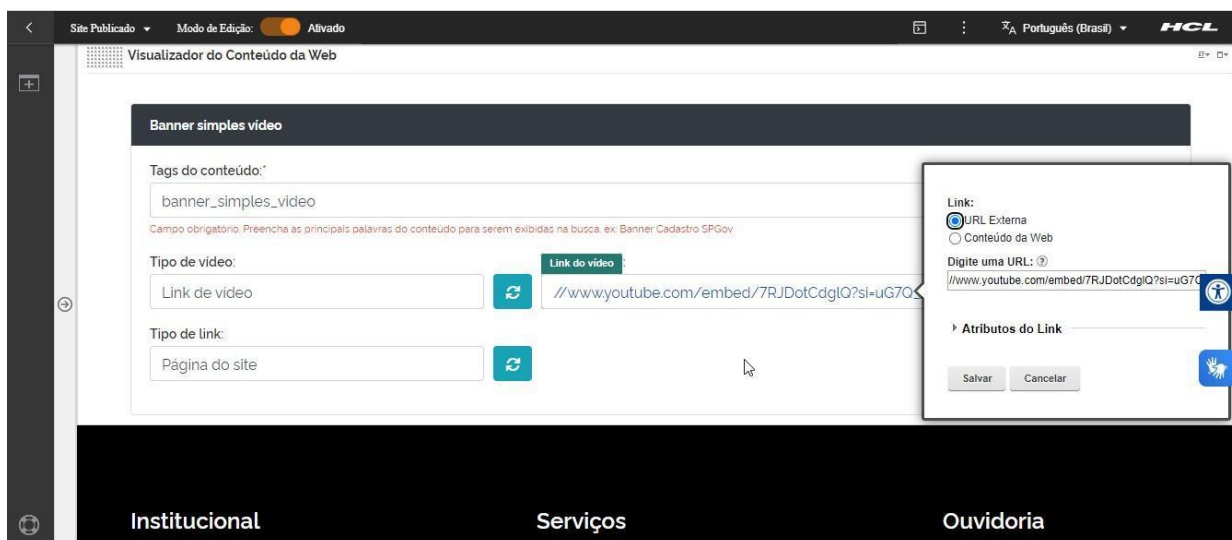 Site Publicado Modo de Edição: Ativado Português (Brasil) HCL
Visualizador do Conteúdo da Web
Banner simples vídeo
Tags do conteúdo:*
banner_simples_video
Campo obrigatório. Preencha as principais palavras do conteúdo para serem exibidas na busca. ex: Banner Cadastro SPGov
Tipo de vídeo:
Link do vídeo
Link de vídeo
//www.youtube.com/embed/7RJDotCdglQ?si=uG7Q
Tipo de link:
Página do site
Link:
URL Externa
Conteúdo da Web
Digite uma URL:
//www.youtube.com/embed/7RJDotCdglQ?si=uG7
Atributos do Link
Salvar Cancelar
Institucional Serviços Ouvidoria